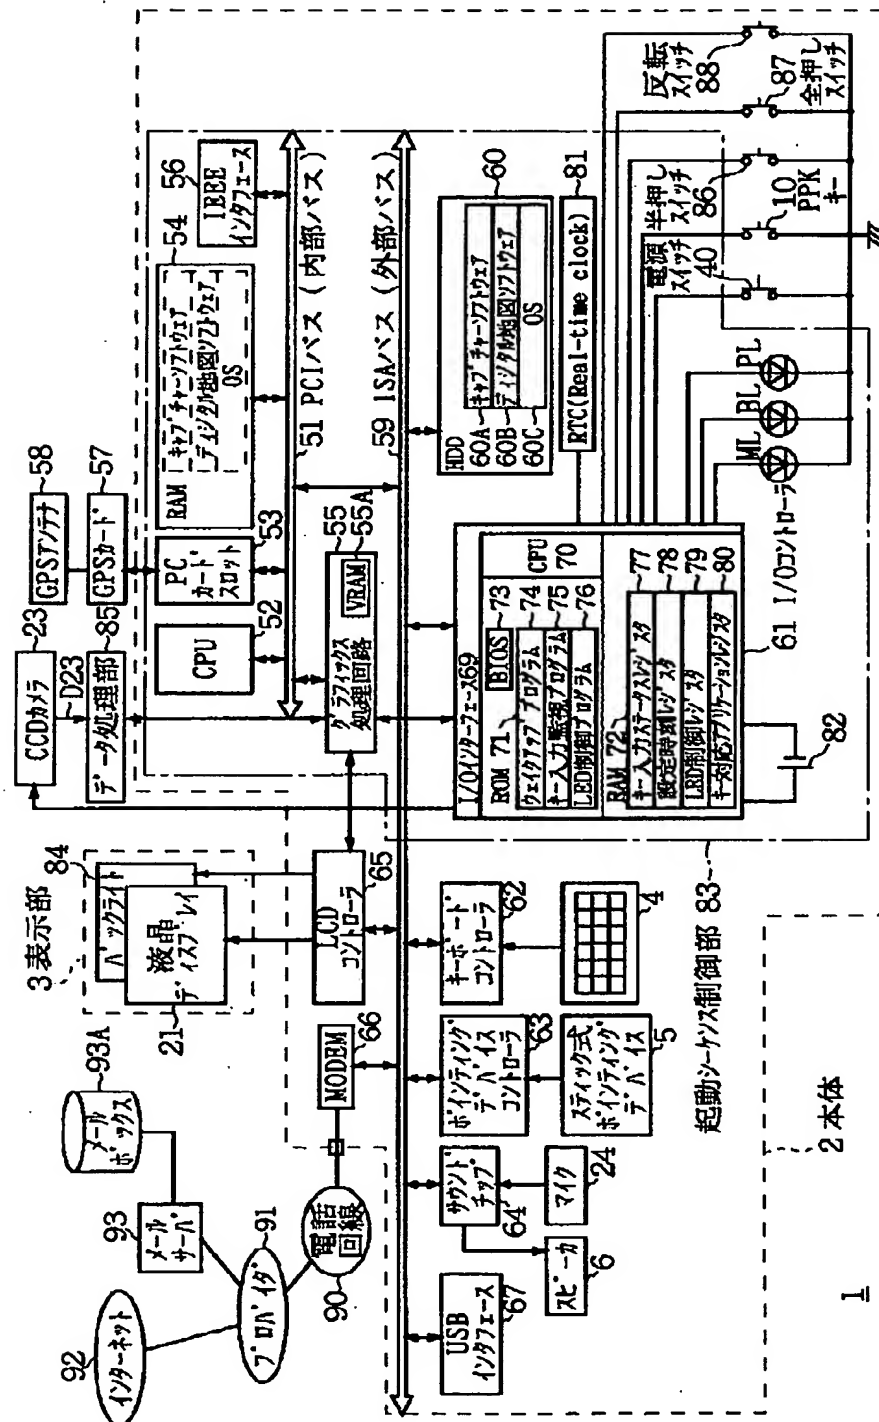 92
インターネット
93
メール
サーバ
93A
メール
ボックス
91
プロバイダ
90
電話
回線
3 表示部
84
バックライト
液晶
ディスプレイ
21
23
CCDカメラ
D23
データ処理部
85
58
GPSアンテナ
57
GPSカード
CPU
52
PC
カード
スロット
53
54
RAM
キャプチャーソフトウェア
ディジタル地図ソフトウェア
OS
56
IEEE
インタフェース
MODEM
66
LCD
コントローラ
65
グラフィックス
処理回路
55
VRAM
55A
51 PCIバス (内部バス)
59 ISAバス (外部バス)
USB
インタフェース
67
サウンド
チップ
64
スピーカ
6
マイク
24
ポインティング
デバイス
コントローラ
63
スティック式
ポインティング
デバイス
5
キーボード
コントローラ
62
4
I/Oインターフェース69
ROM 71
BIOS
73
ウェイクアップ プログラム
74
キー入力監視プログラム
75
LED制御プログラム
76
CPU
70
RAM 72
キー入力ステータスレジスタ
77
設定時刻レジスタ
78
LED制御レジスタ
79
キー対応アプリケーションレジスタ
80
61 I/Oコントローラ
82
HDD
60
60A
キャプチャーソフトウェア
60B
ディジタル地図ソフトウェア
60C
OS
RTC(Real-time clock)
81
ML
BL
PL
電源
スイッチ
40
10
PPK
キー
半押し
スイッチ
86
87
全押し
スイッチ
反転
スイッチ
88
起動シーケンス制御部 83
2 本体
1